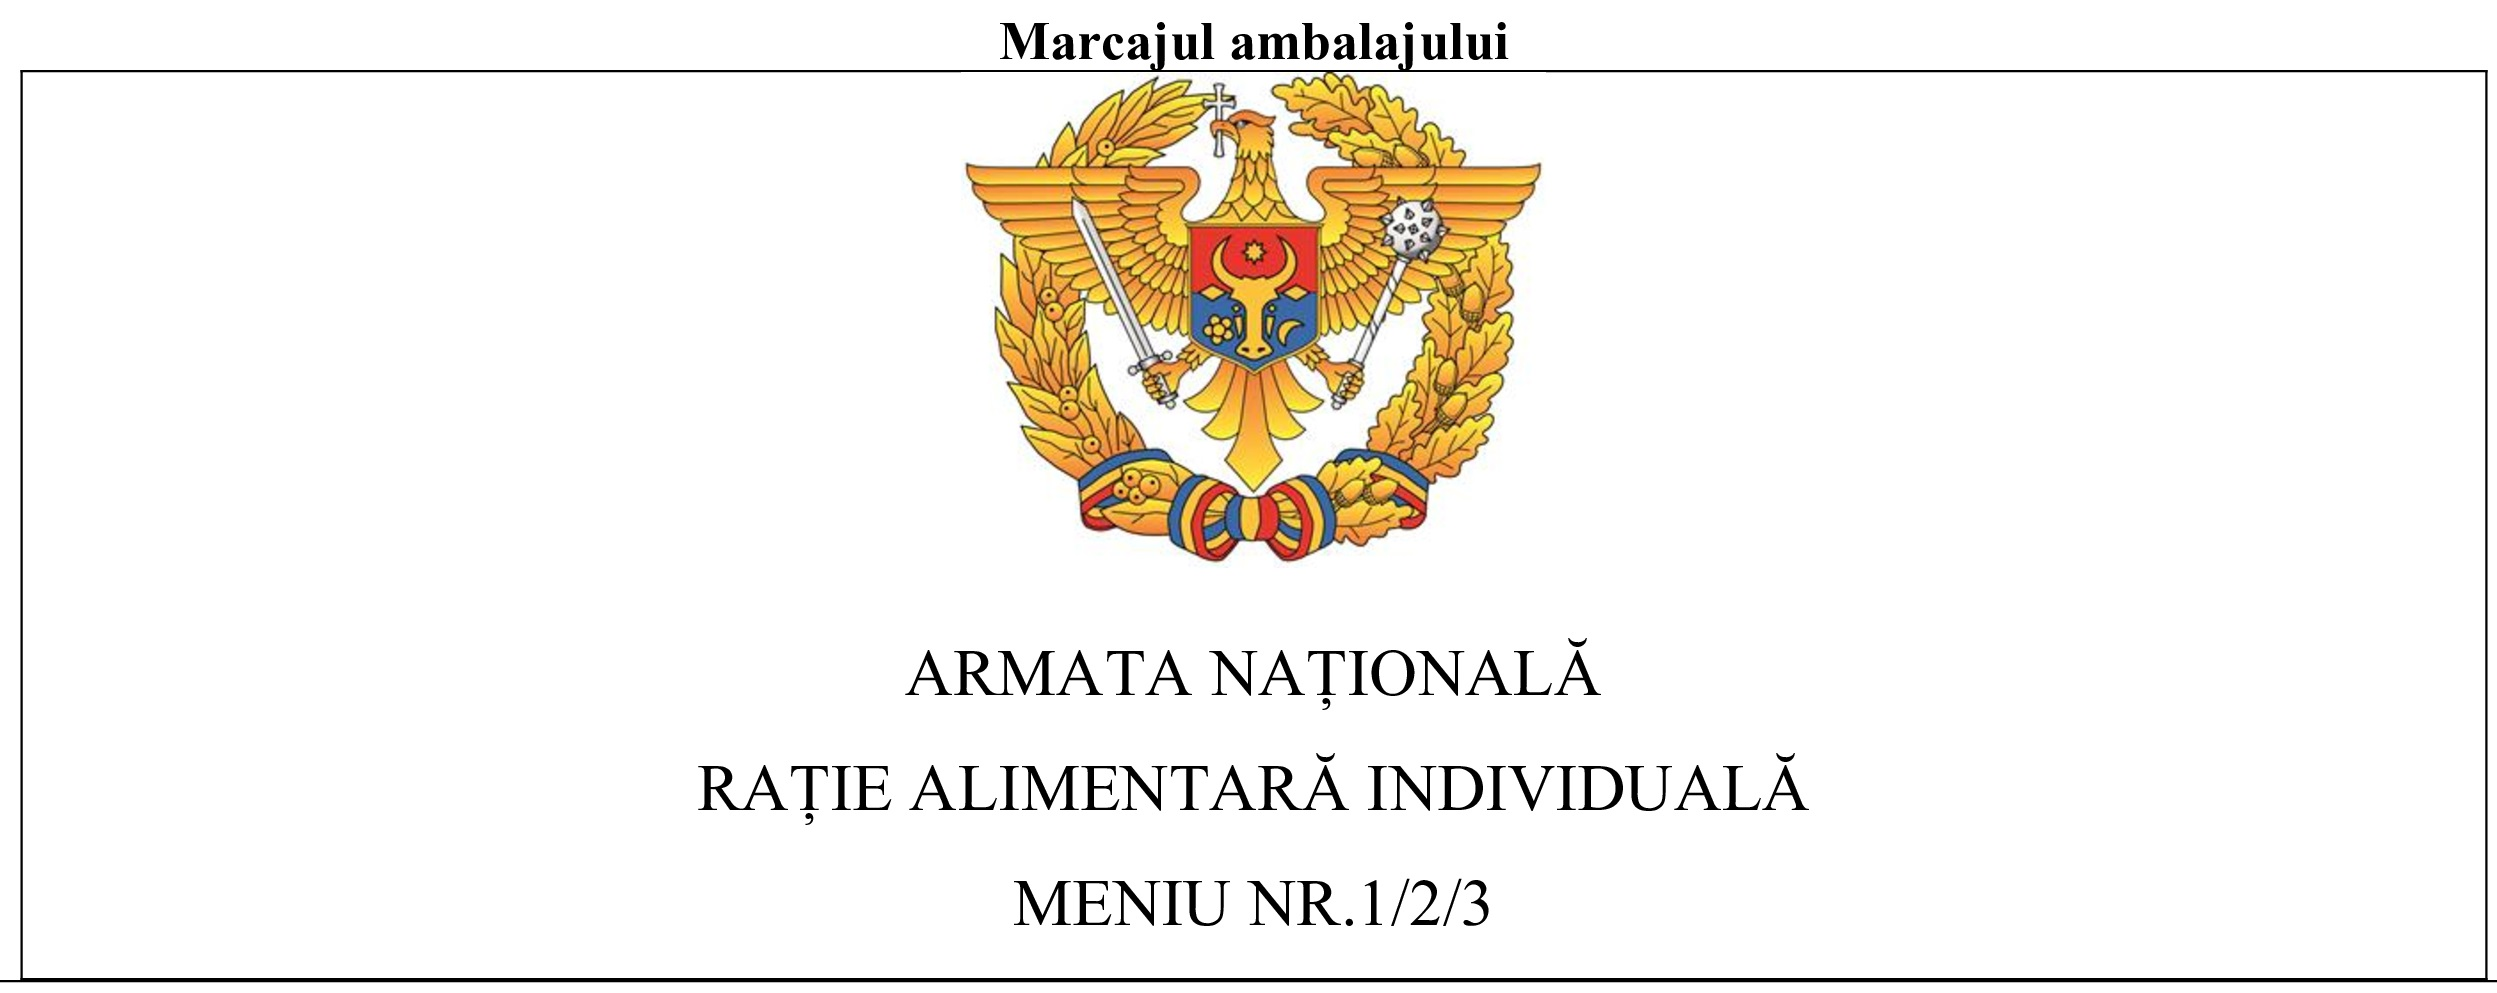 Marcajul ambalajului
ARMATA NAȚIONALĂ
RAȚIE ALIMENTARĂ INDIVIDUALĂ
MENIU NR.1/2/3